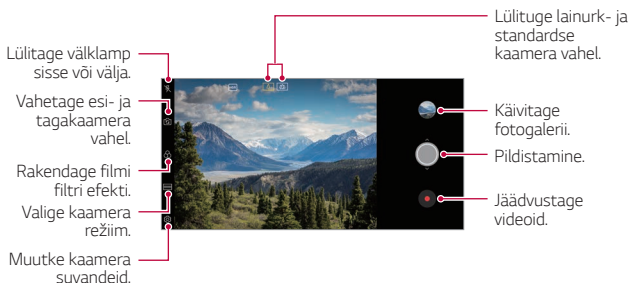 Lülitage välklamp
sisse või välja.
Vahetage esi- ja
tagakaamera
vahel.
Rakendage filmi
filtri efekti.
Valige kaamera
režiim.
Muutke kaamera
suvandeid.
Lülituge lainurk- ja
standardse
kaamera vahel.
Käivitage
fotogalerii.
Pildistamine.
Jäädvustage
videoid.